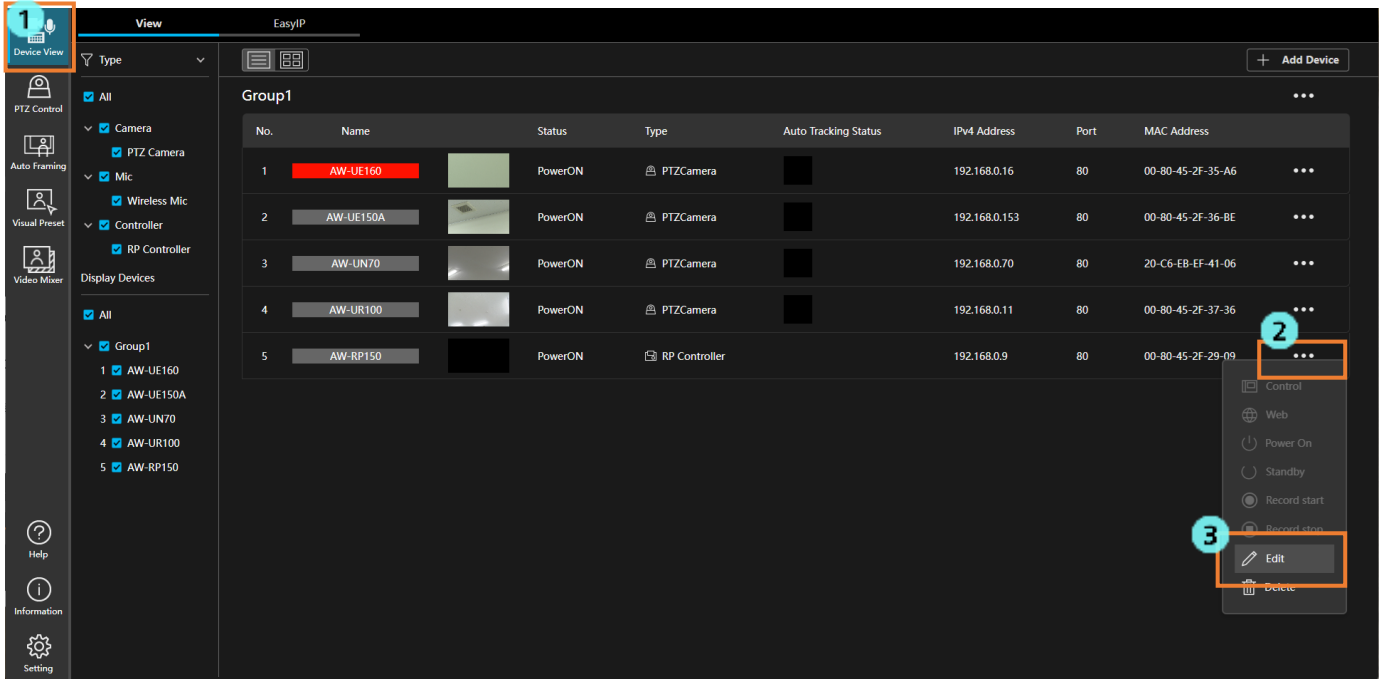 1
Device View
PTZ Control
Auto Framing
Visual Preset
Video Mixer
Help
Information
Setting
View
EasyIP
Type
All
Camera
PTZ Camera
Mic
Wireless Mic
Controller
RP Controller
Display Devices
All
Group1
1 AW-UE160
2 AW-UE150A
3 AW-UN70
4 AW-UR100
5 AW-RP150
+ Add Device
Group1
No. Name Status Type Auto Tracking Status IPv4 Address Port MAC Address
1 AW-UE160 PowerON PTZCamera 192.168.0.16 80 00-80-45-2F-35-A6
2 AW-UE150A PowerON PTZCamera 192.168.0.153 80 00-80-45-2F-36-BE
3 AW-UN70 PowerON PTZCamera 192.168.0.70 80 20-C6-EB-EF-41-06
4 AW-UR100 PowerON PTZCamera 192.168.0.11 80 00-80-45-2F-37-36
5 AW-RP150 PowerON RP Controller 192.168.0.9 80 00-80-45-2F-29-09
2
Control
Web
Power On
Standby
Record start
Record stop
3
Edit
Delete